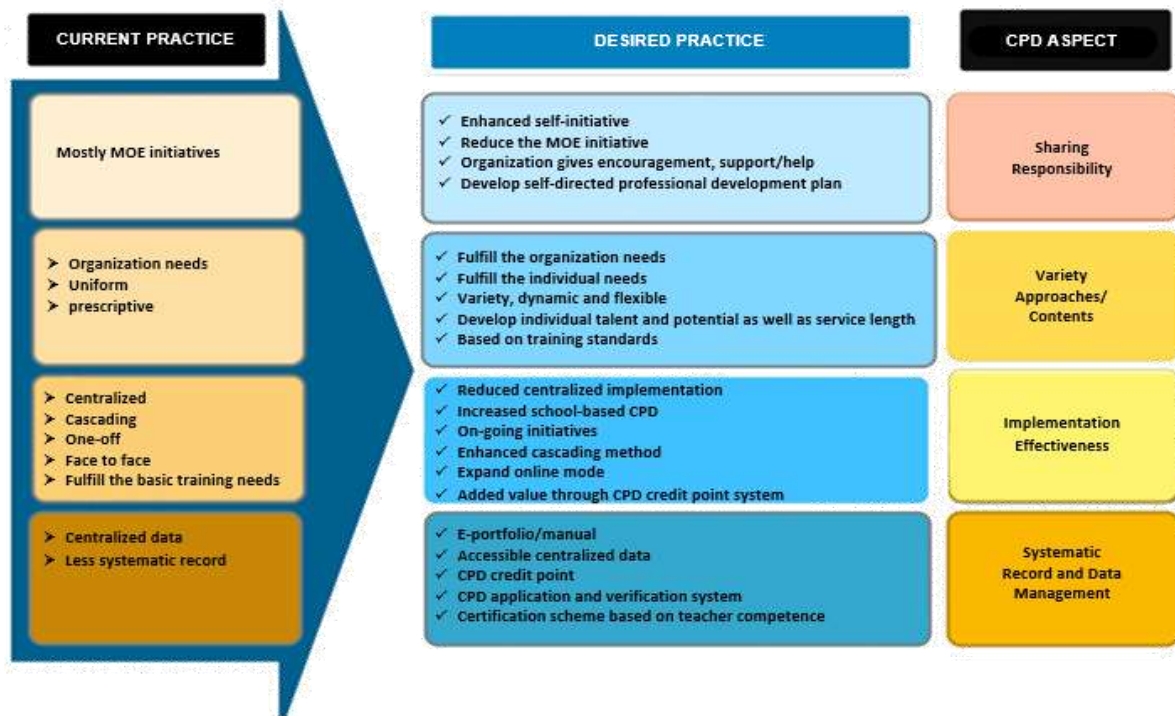 CURRENT PRACTICE
DESIRED PRACTICE
CPD ASPECT
Mostly MOE initiatives
✓ Enhanced self-initiative
✓ Reduce the MOE initiative
✓ Organization gives encouragement, support/help
✓ Develop self-directed professional development plan
Sharing
Responsibility
➤ Organization needs
➤ Uniform
➤ prescriptive
✓ Fulfill the organization needs
✓ Fulfill the individual needs
✓ Variety, dynamic and flexible
✓ Develop individual talent and potential as well as service length
✓ Based on training standards
Variety
Approaches/
Contents
➤ Centralized
➤ Cascading
➤ One-off
➤ Face to face
➤ Fulfill the basic training needs
✓ Reduced centralized implementation
✓ Increased school-based CPD
✓ On-going initiatives
✓ Enhanced cascading method
✓ Expand online mode
✓ Added value through CPD credit point system
Implementation
Effectiveness
➤ Centralized data
➤ Less systematic record
✓ E-portfolio/manual
✓ Accessible centralized data
✓ CPD credit point
✓ CPD application and verification system
✓ Certification scheme based on teacher competence
Systematic
Record and Data
Management